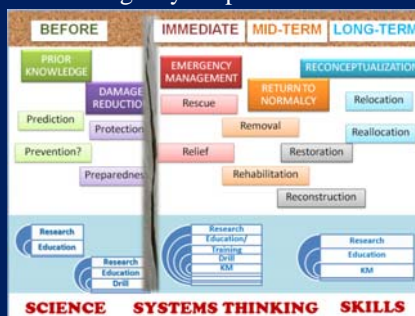 BEFORE
IMMEDIATE
MID-TERM
LONG-TERM
PRIOR
KNOWLEDGE
DAMAGE
REDUCTIO
Prediction
Protection
Prevention?
Preparednes
EMERGENCY
MANAGEMENT
RETURN TO
NORMALCY
RECONCEPTUALIZATION
Rescue
Removal
Relocation
Relief
Restoration
Reallocation
Rehabilitation
Reconstruction
Research
Education
Research
Education
Drill
Research
Education/
Training
Drill
KM
Research
Education
KM
SCIENCE
SYSTEMS THINKING
SKILLS